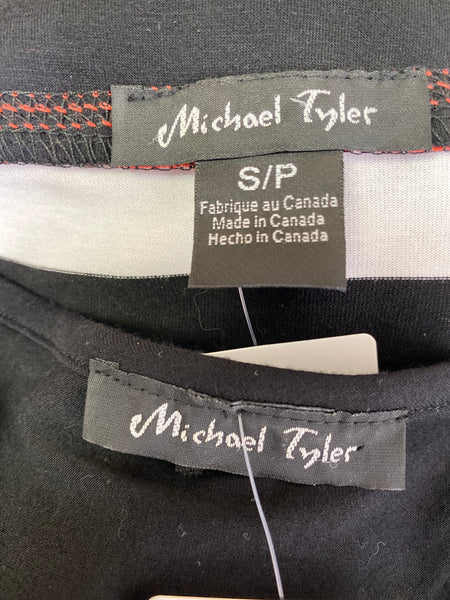 Michael Tyler
S/P
Fabrique au Canada
Made in Canada
Hecho in Canada
Michael Tyler